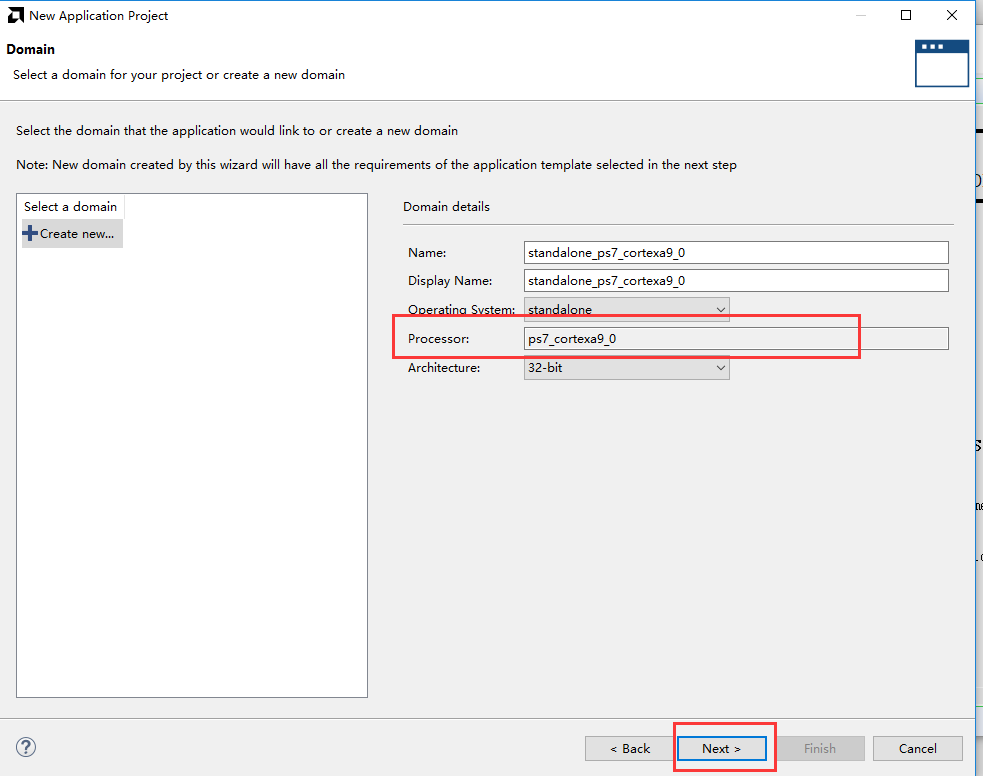 New Application Project
Domain
Select a domain for your project or create a new domain
Select the domain that the application would link to or create a new domain
Note: New domain created by this wizard will have all the requirements of the application template selected in the next step
Select a domain
Create new...
Domain details
Name: standalone_ps7_cortexa9_0
Display Name: standalone_ps7_cortexa9_0
Operating System: standalone
Processor: ps7_cortexa9_0
Architecture: 32-bit
?
< Back Next > Finish Cancel